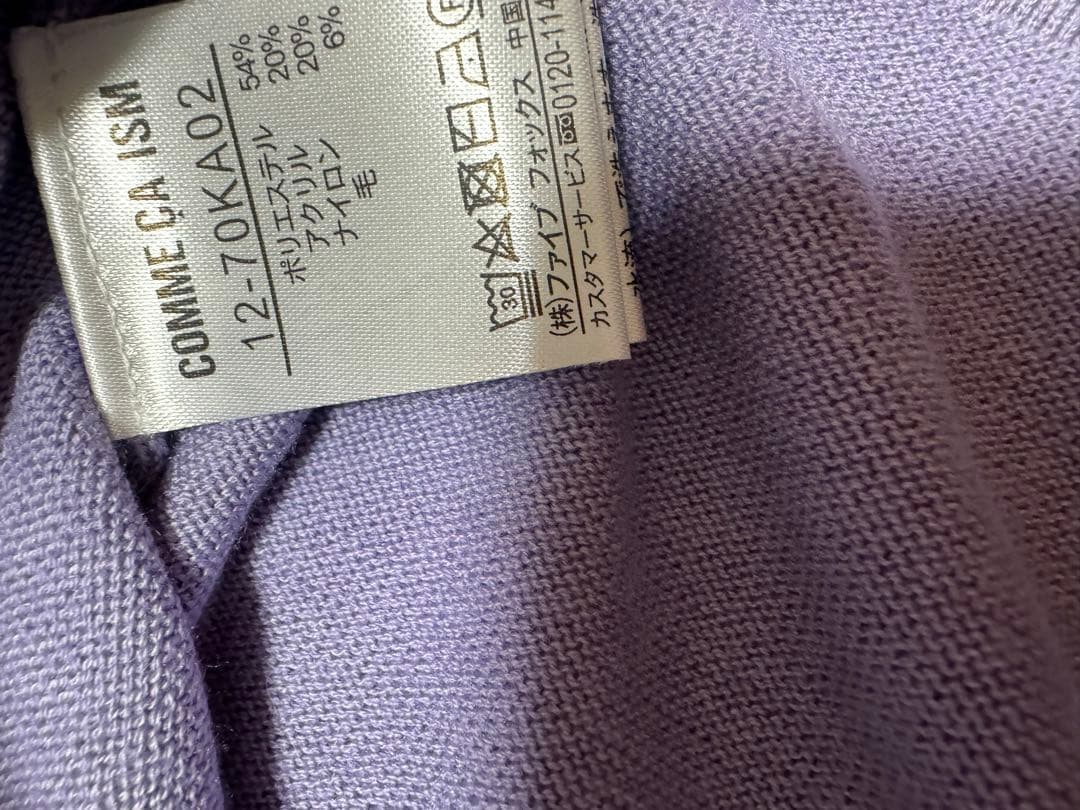 COMME ÇA ISM
12-70KA02
ポリエステル 54%
アクリル 20%
ナイロン 20%
毛 6%
30
(株)ファイブフォックス 中国
カスタマーサービス 0120-114